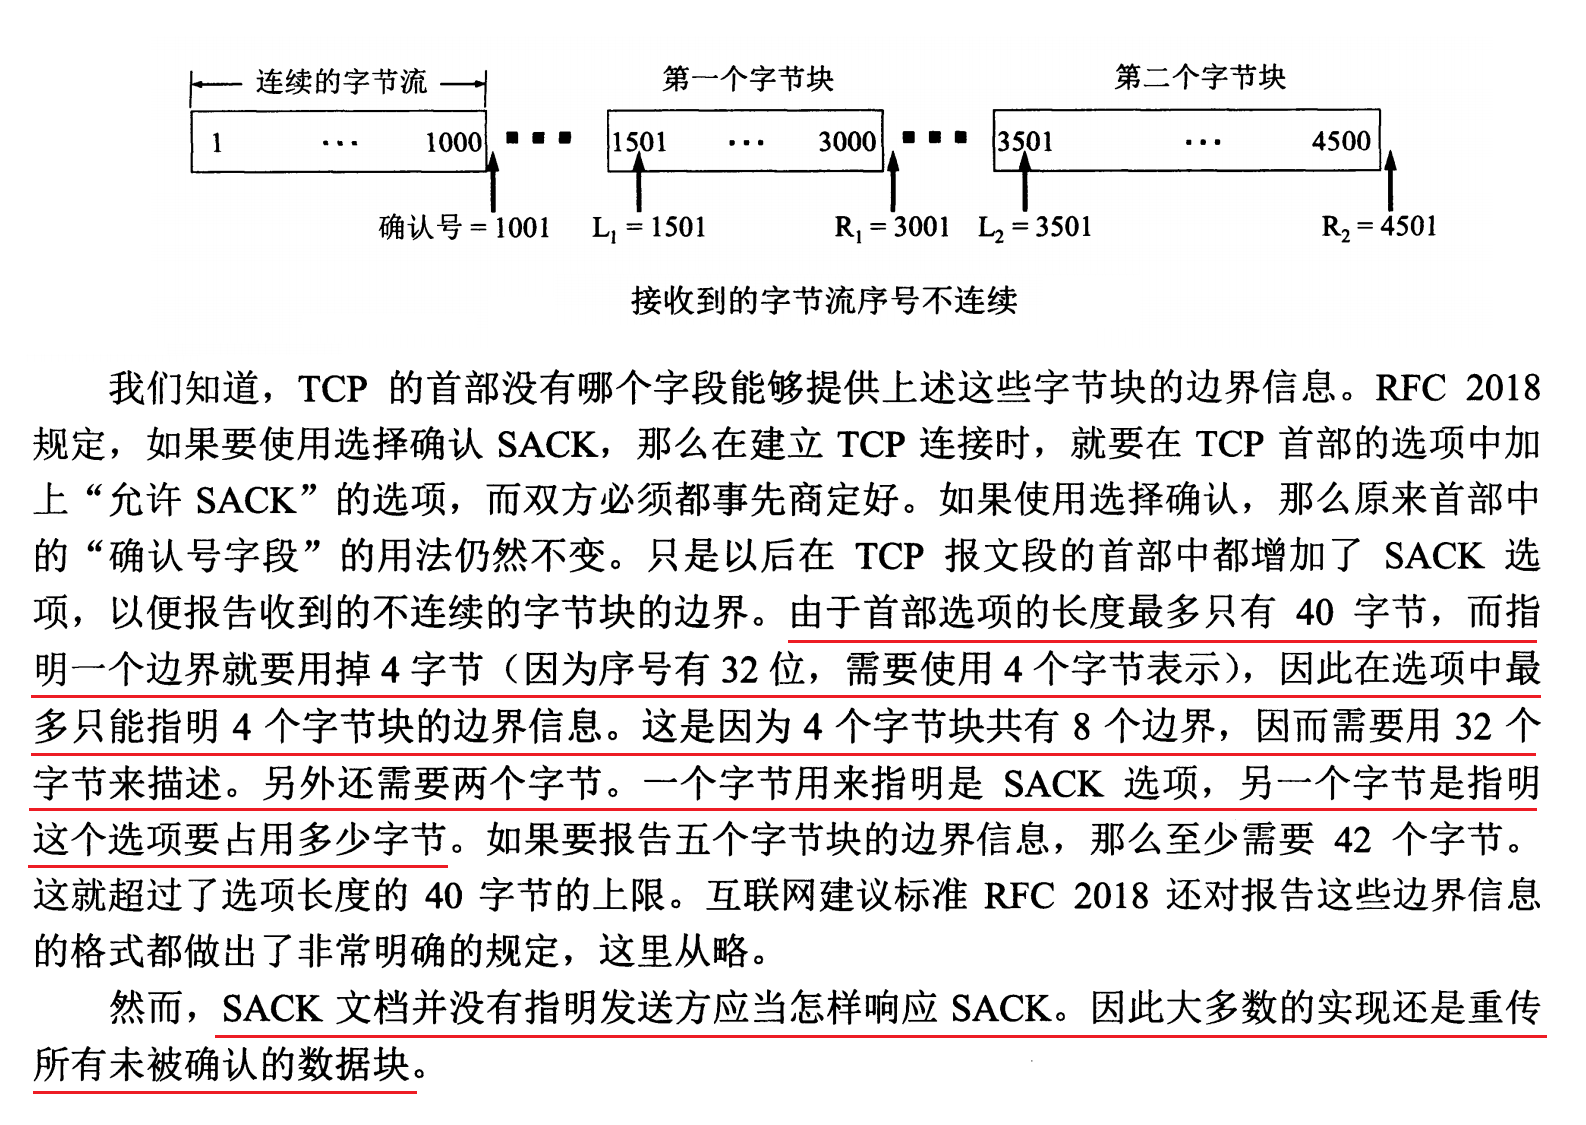 连续的字节流 第一个字节块 第二个字节块
1 … 1000 ■■■ 1501 … 3000 ■■■ 3501 … 4500
确认号 = 1001 L₁ = 1501 R₁ = 3001 L₂ = 3501 R₂ = 4501
接收到的字节流序号不连续
我们知道，TCP 的首部没有哪个字段能够提供上述这些字节块的边界信息。RFC 2018
规定，如果要使用选择确认 SACK，那么在建立 TCP 连接时，就要在 TCP 首部的选项中加
上“允许 SACK”的选项，而双方必须都事先商定好。如果使用选择确认，那么原来首部中
的“确认号字段”的用法仍然不变。只是以后在 TCP 报文段的首部中都增加了 SACK 选
项，以便报告收到的不连续的字节块的边界。由于首部选项的长度最多只有 40 字节，而指
明一个边界就要用掉 4 字节（因为序号有 32 位，需要使用 4 个字节表示），因此在选项中最
多只能指明 4 个字节块的边界信息。这是因为 4 个字节块共有 8 个边界，因而需要用 32 个
字节来描述。另外还需要两个字节。一个字节用来指明是 SACK 选项，另一个字节是指明
这个选项要占用多少字节。如果要报告五个字节块的边界信息，那么至少需要 42 个字节。
这就超过了选项长度的 40 字节的上限。互联网建议标准 RFC 2018 还对报告这些边界信息
的格式都做出了非常明确的规定，这里从略。
然而，SACK 文档并没有指明发送方应当怎样响应 SACK。因此大多数的实现还是重传
所有未被确认的数据块。